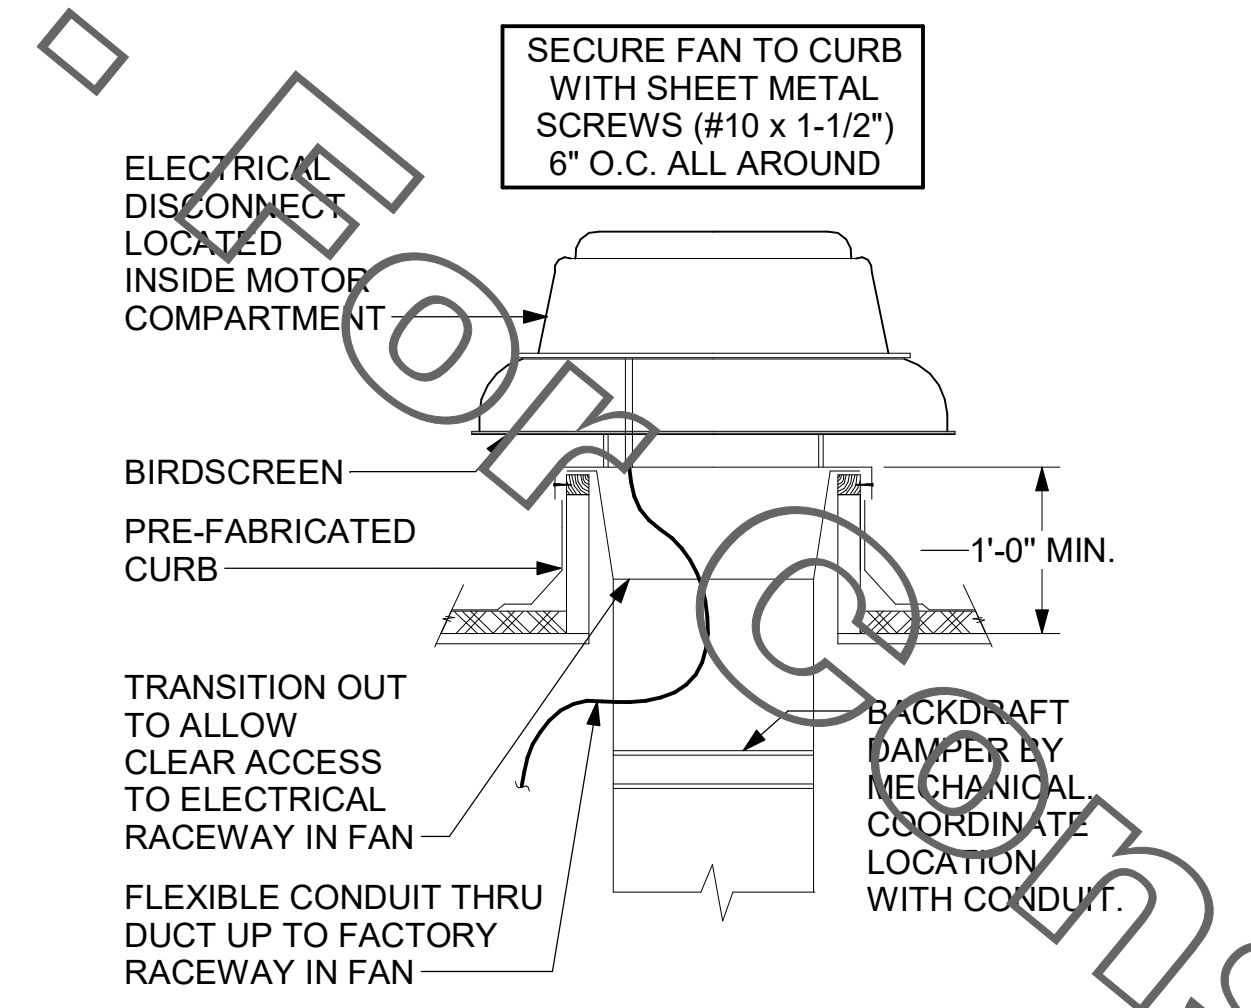 SECURE FAN TO CURB
WITH SHEET METAL
SCREWS (#10 x 1-1/2")
6" O.C. ALL AROUND
ELECTRICAL
DISCONNECT
LOCATED
INSIDE MOTOR
COMPARTMENT
BIRDSCREEN
PRE-FABRICATED
CURB
1'-0" MIN.
TRANSITION OUT
TO ALLOW
CLEAR ACCESS
TO ELECTRICAL
RACEWAY IN FAN
BACKDRAFT
DAMPER BY
MECHANICAL.
COORDINATE
LOCATION
WITH CONDUIT.
FLEXIBLE CONDUIT THRU
DUCT UP TO FACTORY
RACEWAY IN FAN
- For Con